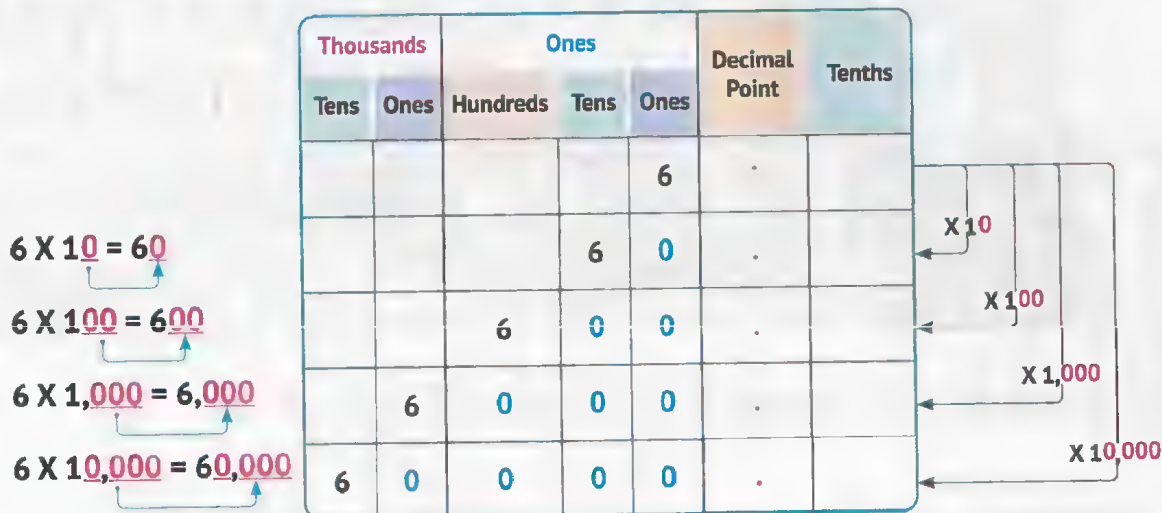 Thousands Ones Decimal Point Tenths
Tens Ones Hundreds Tens Ones
6 .
X 10
6 X 10 = 60
6 0 .
X 100
6 X 100 = 600
6 0 0 .
X 1,000
6 X 1,000 = 6,000
6 0 0 0 .
X 10,000
6 X 10,000 = 60,000
6 0 0 0 0 .